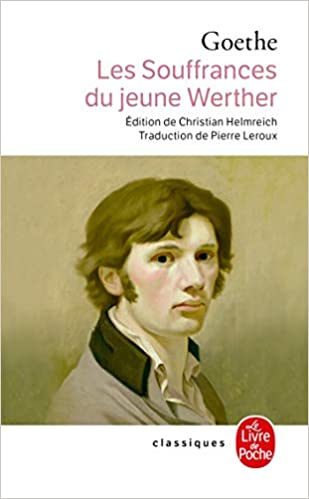 Goethe
Les Souffrances
du jeune Werther
Édition de Christian Helmreich
Traduction de Pierre Leroux
classiques
Le
Livre
de
Poche